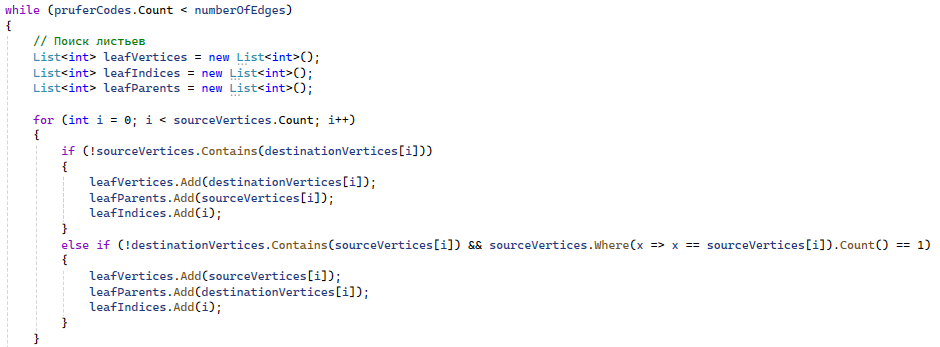 while (pruferCodes.Count < numberOfEdges)
{
    // Поиск листьев
    List<int> leafVertices = new List<int>();
    List<int> leafIndices = new List<int>();
    List<int> leafParents = new List<int>();

    for (int i = 0; i < sourceVertices.Count; i++)
    {
        if (!sourceVertices.Contains(destinationVertices[i]))
        {
            leafVertices.Add(destinationVertices[i]);
            leafParents.Add(sourceVertices[i]);
            leafIndices.Add(i);
        }
        else if (!destinationVertices.Contains(sourceVertices[i]) && sourceVertices.Where(x => x == sourceVertices[i]).Count() == 1)
        {
            leafVertices.Add(sourceVertices[i]);
            leafParents.Add(destinationVertices[i]);
            leafIndices.Add(i);
        }
    }